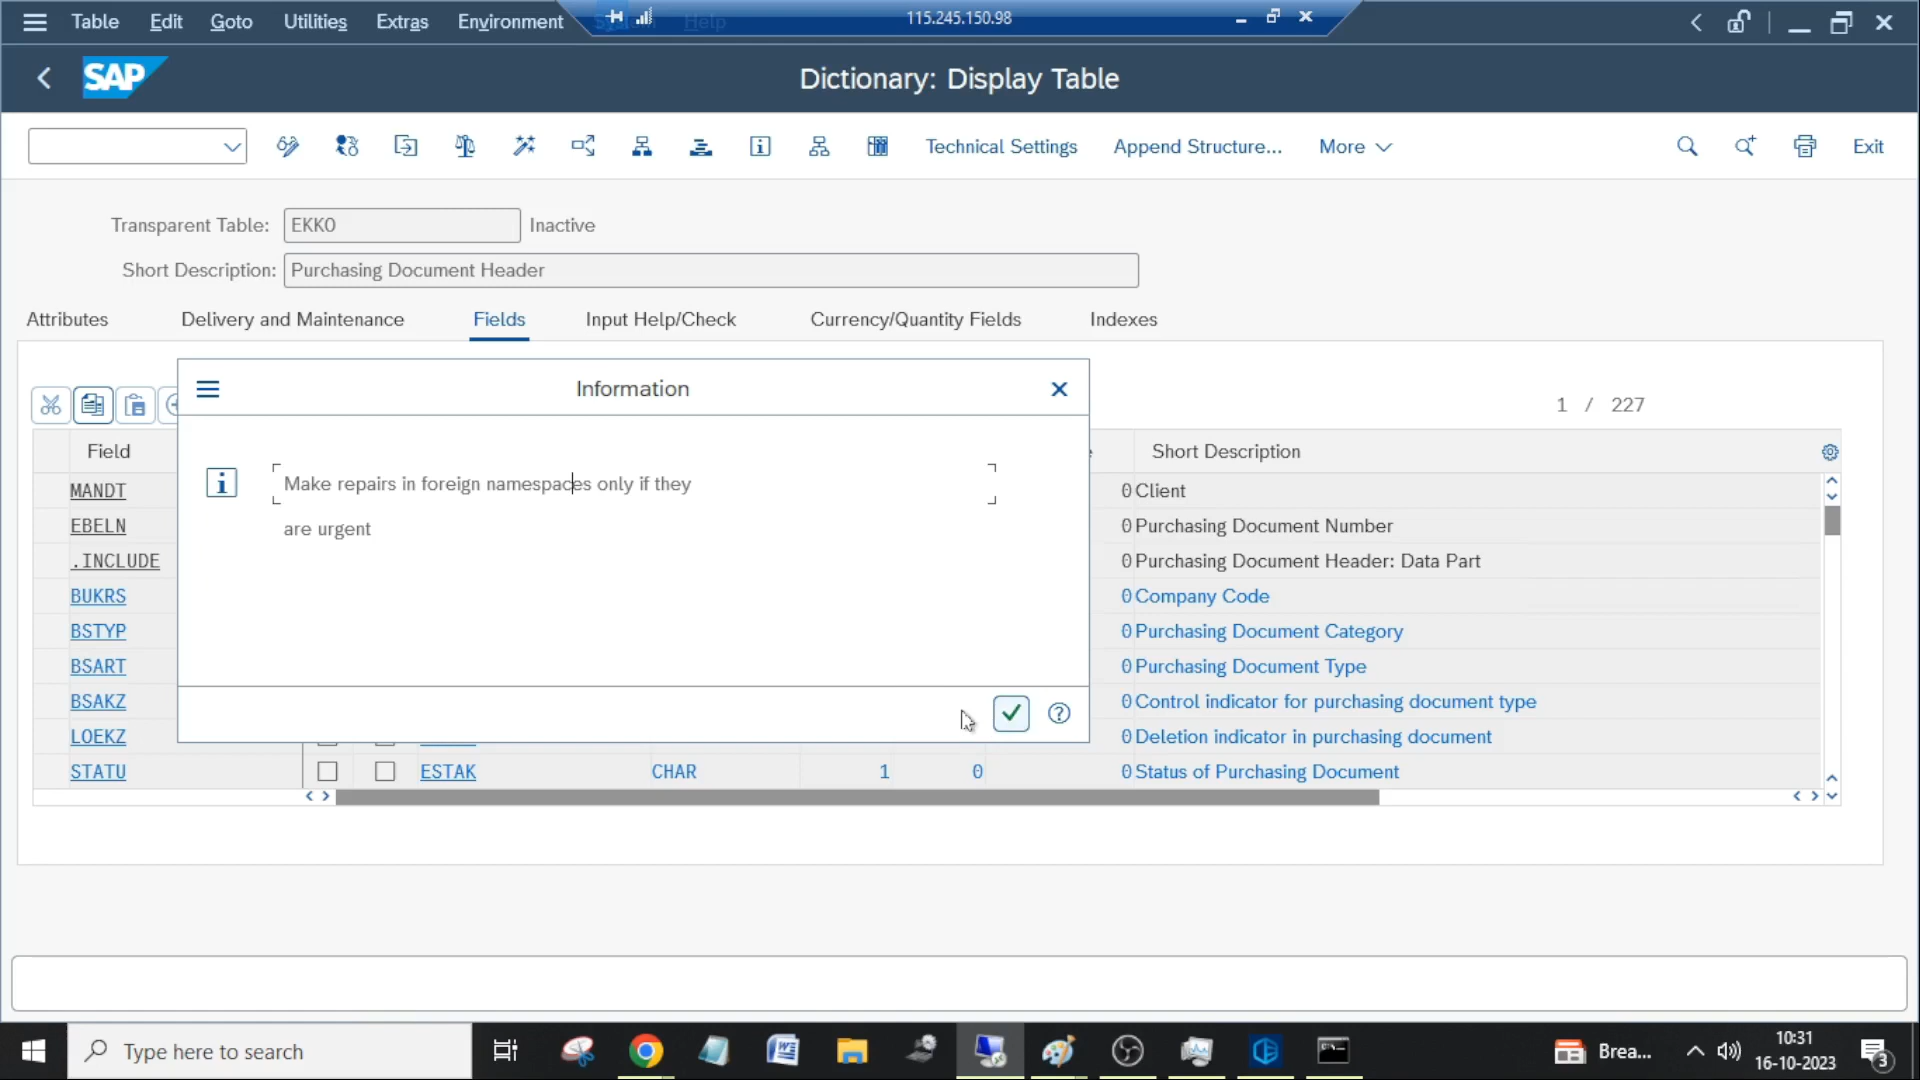 Table Edit Goto Utilities Extras Environment 115.245.150.98
SAP Dictionary: Display Table
Technical Settings Append Structure... More Exit
Transparent Table: EKKO Inactive
Short Description: Purchasing Document Header
Attributes Delivery and Maintenance Fields Input Help/Check Currency/Quantity Fields Indexes
Information
1 / 227
Field Short Description
Make repairs in foreign namespaces only if they
are urgent
MANDT 0 Client
EBELN 0 Purchasing Document Number
.INCLUDE 0 Purchasing Document Header: Data Part
BUKRS 0 Company Code
BSTYP 0 Purchasing Document Category
BSART 0 Purchasing Document Type
BSAKZ 0 Control indicator for purchasing document type
LOEKZ 0 Deletion indicator in purchasing document
STATU ESTAK CHAR 1 0 0 Status of Purchasing Document
Type here to search Brea... 10:31
16-10-2023 3